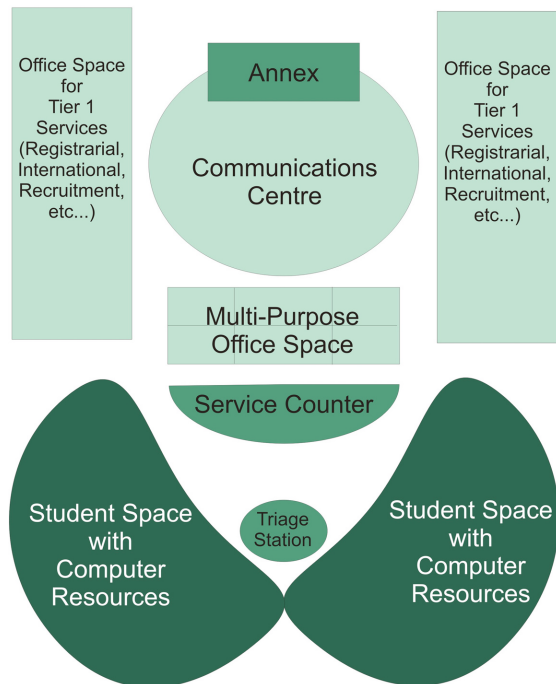 Office Space
for
Tier 1
Services
(Registrarial,
International,
Recruitment,
etc...)
Annex
Communications
Centre
Office Space
for
Tier 1
Services
(Registrarial,
International,
Recruitment,
etc...)
Multi-Purpose
Office Space
Service Counter
Triage
Station
Student Space
with
Computer
Resources
Student Space
with
Computer
Resources